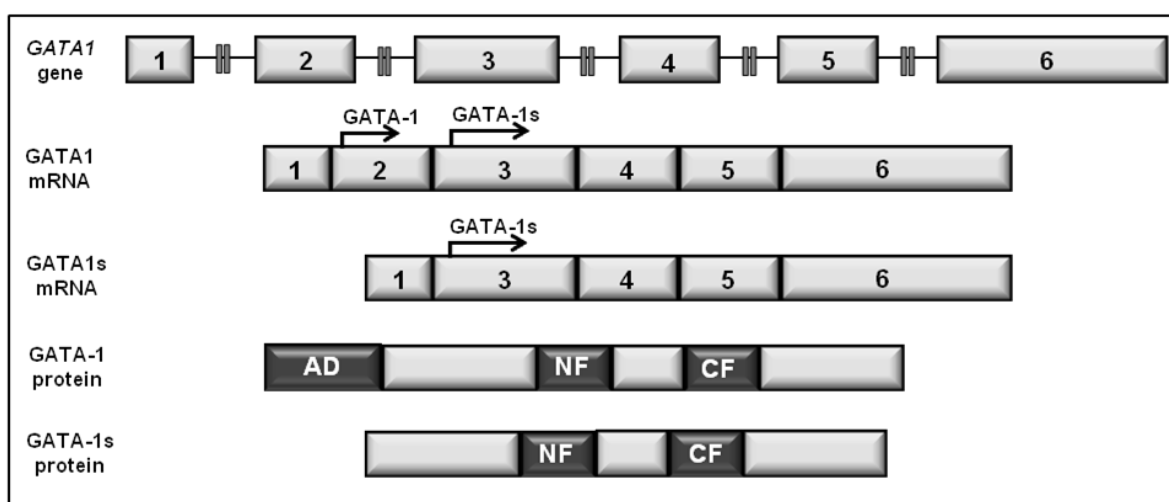 GATA1
gene
1 2 3 4 5 6
GATA-1 GATA-1s
GATA1
mRNA
1 2 3 4 5 6
GATA-1s
GATA1s
mRNA
1 3 4 5 6
GATA-1
protein
AD NF CF
GATA-1s
protein
NF CF